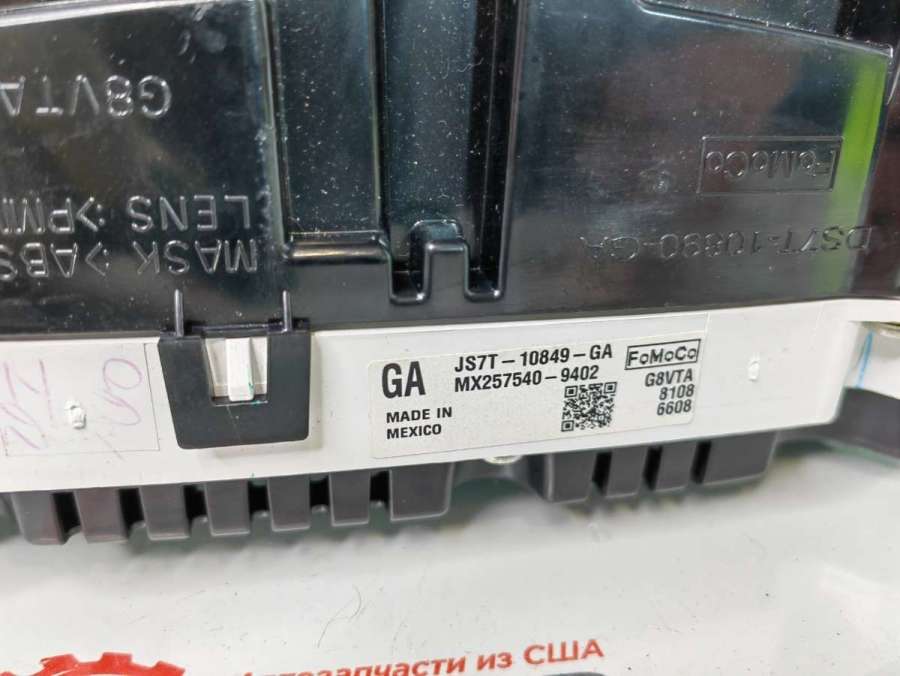 G8VTA
FoMoCo
DS7T-10890-GA
LENS >PM
MASK >ABS
GA
JS7T-10849-GA
FoMoCo
MX257540-9402
G8VTA
8108
6608
MADE IN
MEXICO
Автозапчасти из США